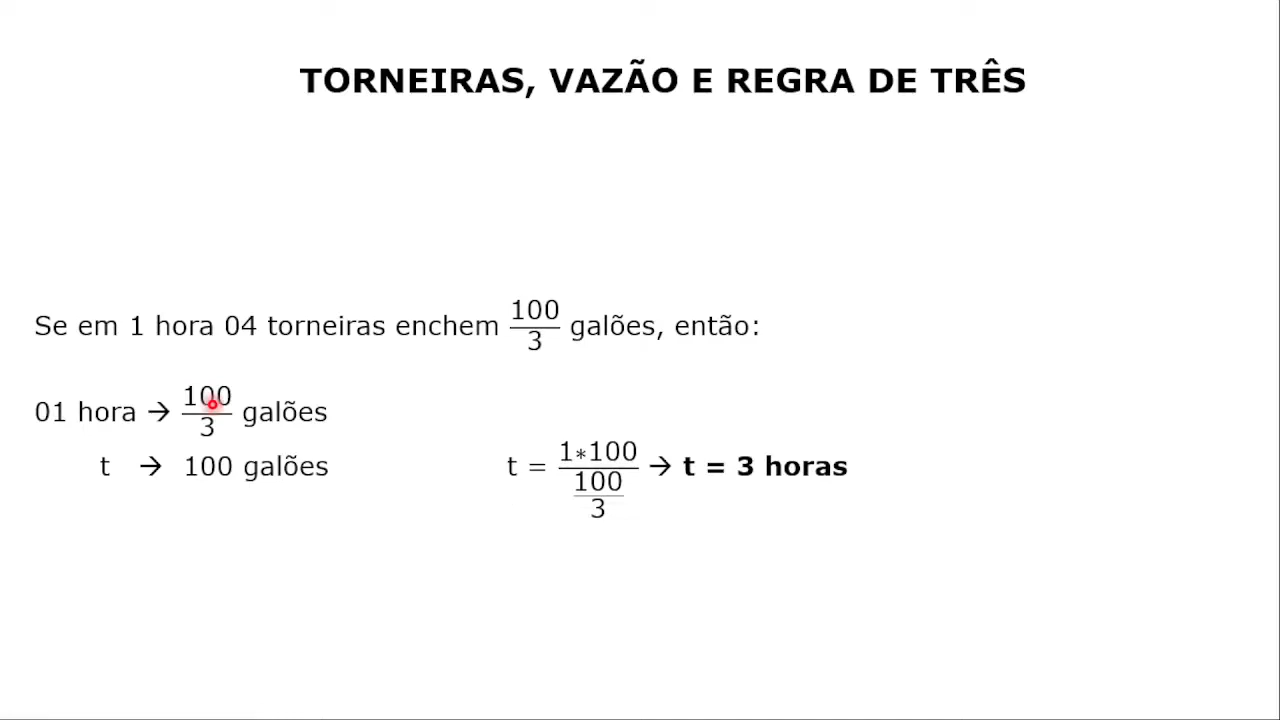 TORNEIRAS, VAZÃO E REGRA DE TRÊS
Se em 1 hora 04 torneiras enchem 100/3 galões, então:
01 hora → 100/3 galões
t → 100 galões t = 1*100/(100/3) → t = 3 horas